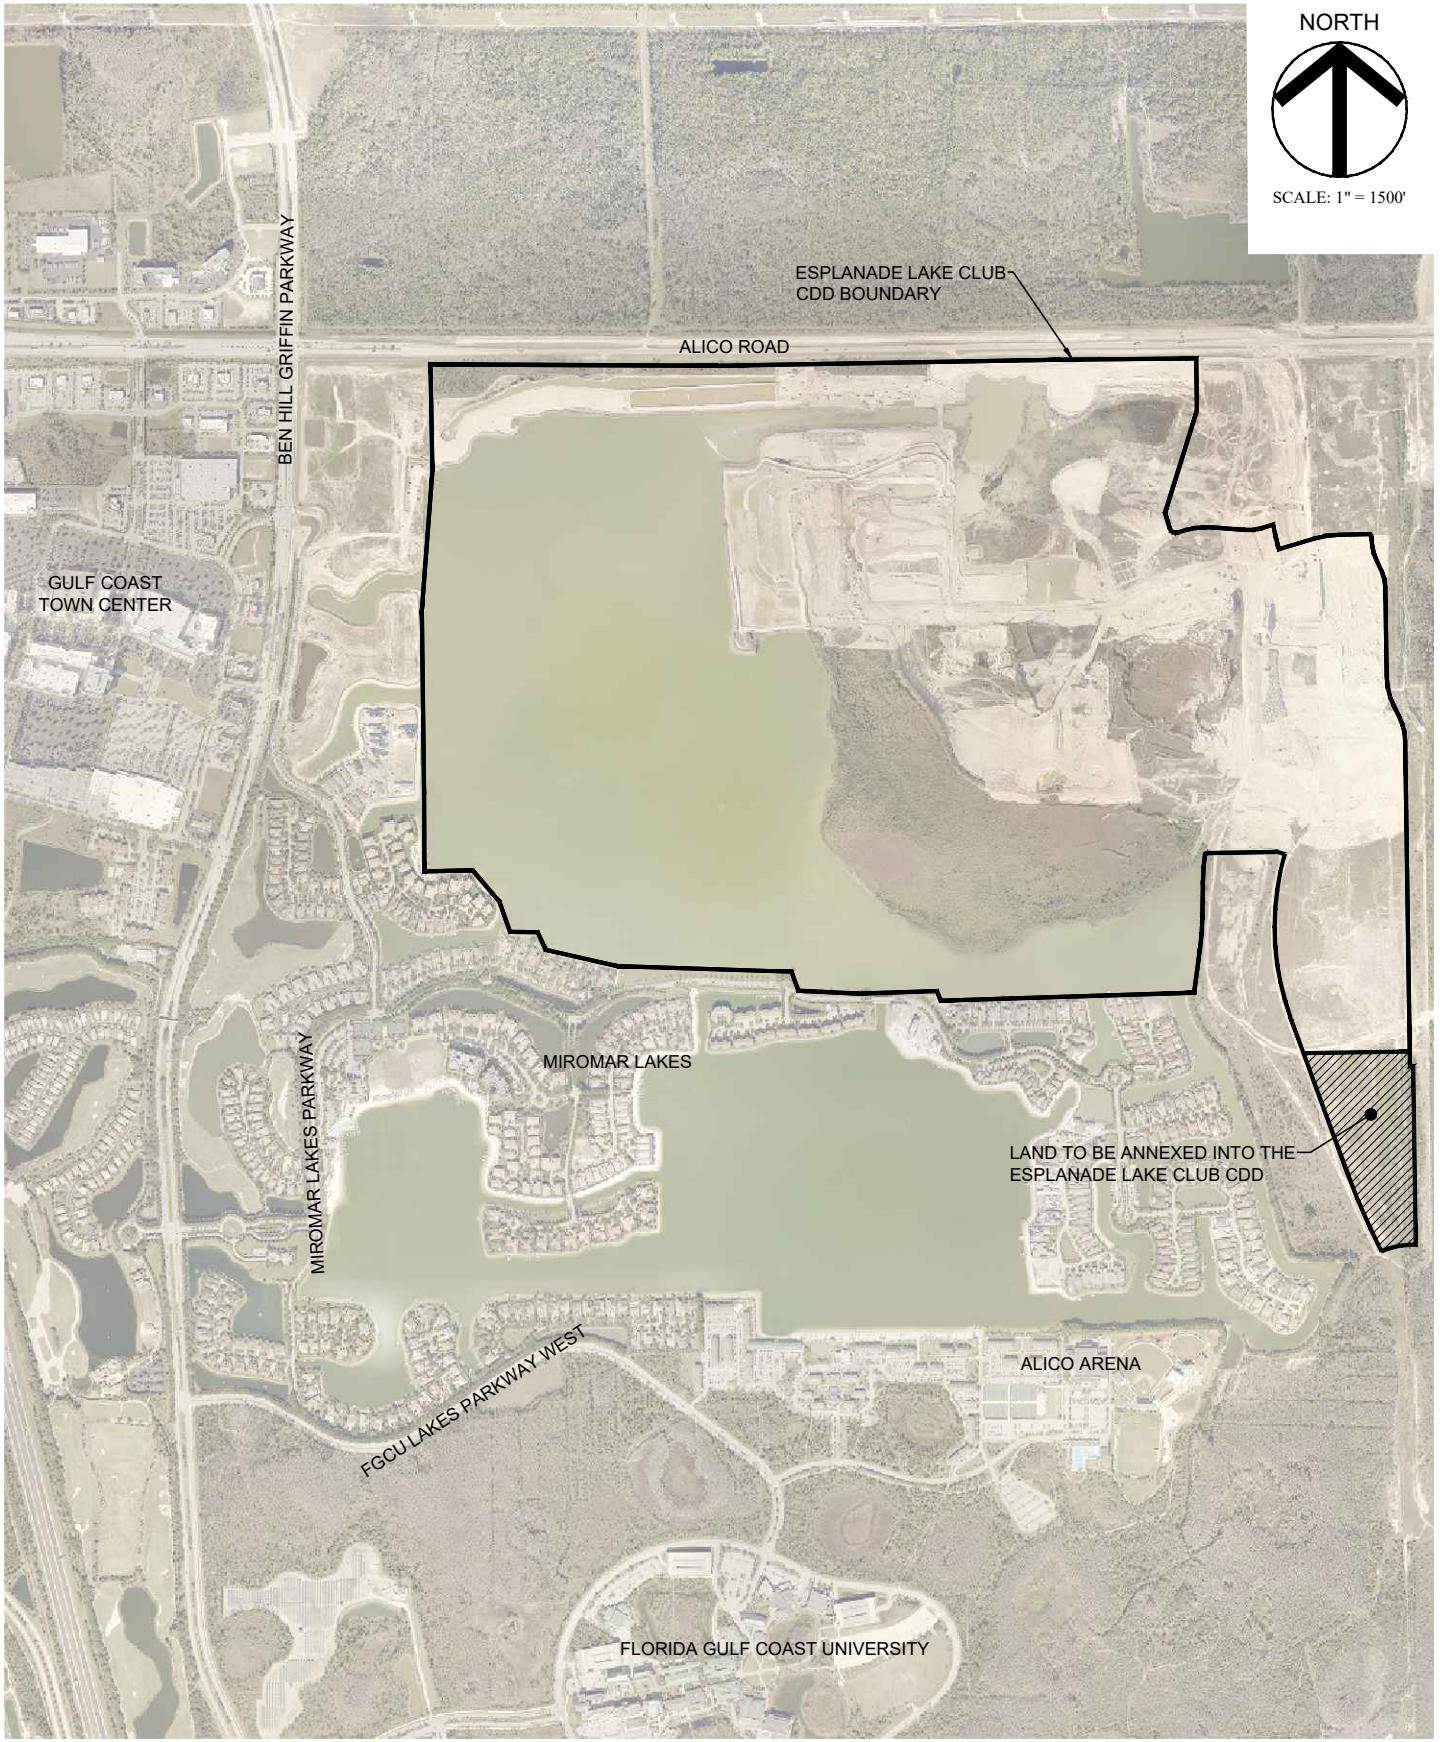 NORTH
SCALE: 1" = 1500'
ESPLANADE LAKE CLUB
CDD BOUNDARY
ALICO ROAD
BEN HILL GRIFFIN PARKWAY
GULF COAST
TOWN CENTER
MIROMAR LAKES
MIROMAR LAKES PARKWAY
LAND TO BE ANNEXED INTO THE
ESPLANADE LAKE CLUB CDD
FGCU LAKES PARKWAY WEST
ALICO ARENA
FLORIDA GULF COAST UNIVERSITY